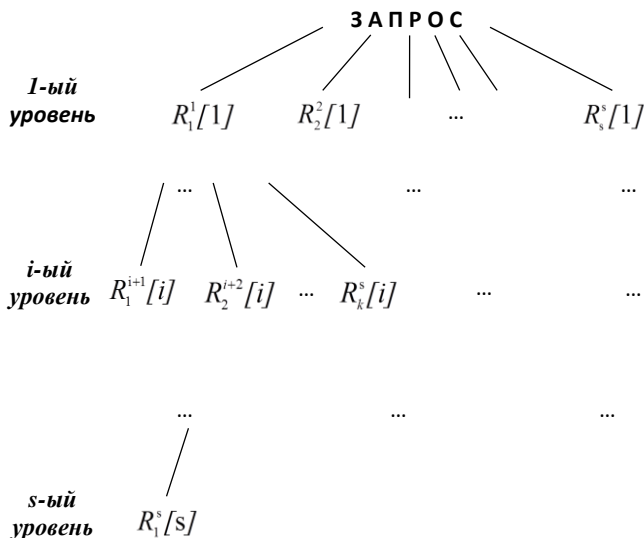 ЗАПРОС
1-ый
уровень
R_1^1[1] R_2^2[1] ... R_s^s[1]
... ... ...
i-ый
уровень
R_1^{i+1}[i] R_2^{i+2}[i] ... R_k^s[i] ... ...
... ... ...
s-ый
уровень
R_1^s[s]